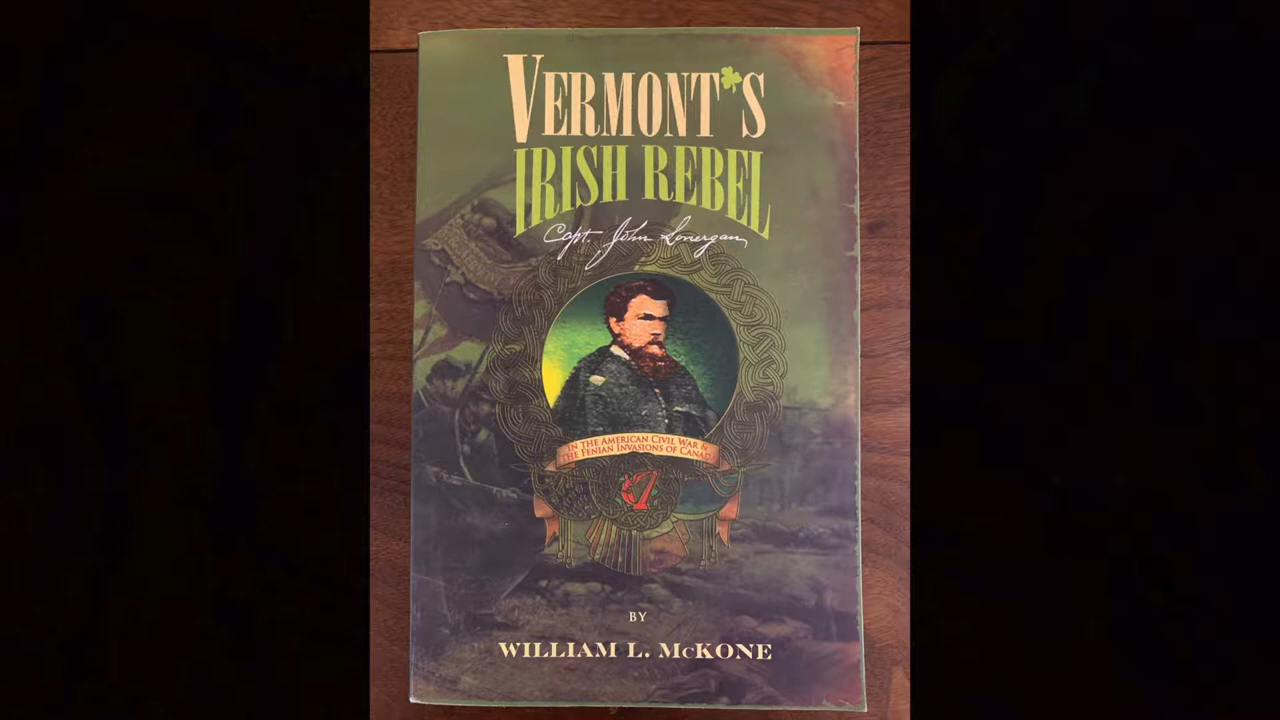 VERMONT'S
IRISH REBEL
Capt. John Lonergan
IN THE AMERICAN CIVIL WAR &
THE FENIAN INVASIONS OF CANADA
BY
WILLIAM L. McKONE